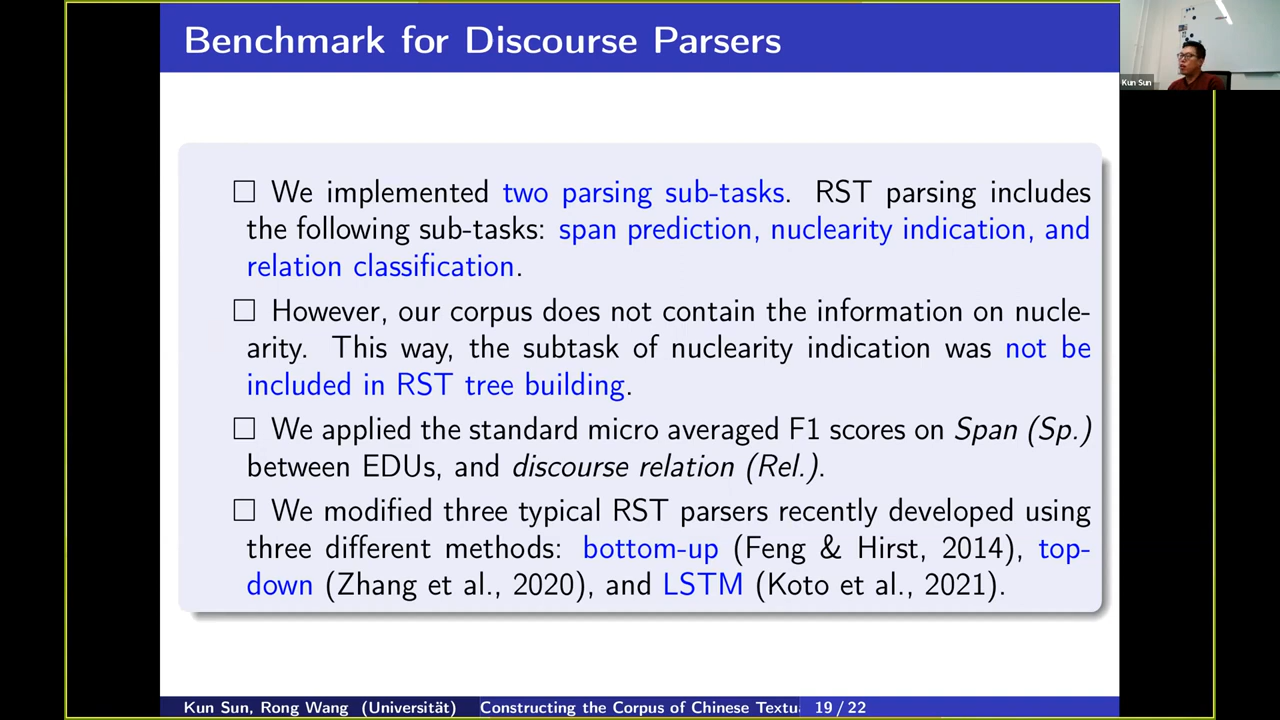 Benchmark for Discourse Parsers
Kun Sun
□ We implemented two parsing sub-tasks. RST parsing includes
the following sub-tasks: span prediction, nuclearity indication, and
relation classification.
□ However, our corpus does not contain the information on nucle-
arity. This way, the subtask of nuclearity indication was not be
included in RST tree building.
□ We applied the standard micro averaged F1 scores on Span (Sp.)
between EDUs, and discourse relation (Rel.).
□ We modified three typical RST parsers recently developed using
three different methods: bottom-up (Feng & Hirst, 2014), top-
down (Zhang et al., 2020), and LSTM (Koto et al., 2021).
Kun Sun, Rong Wang (Universität) Constructing the Corpus of Chinese Textu 19 / 22